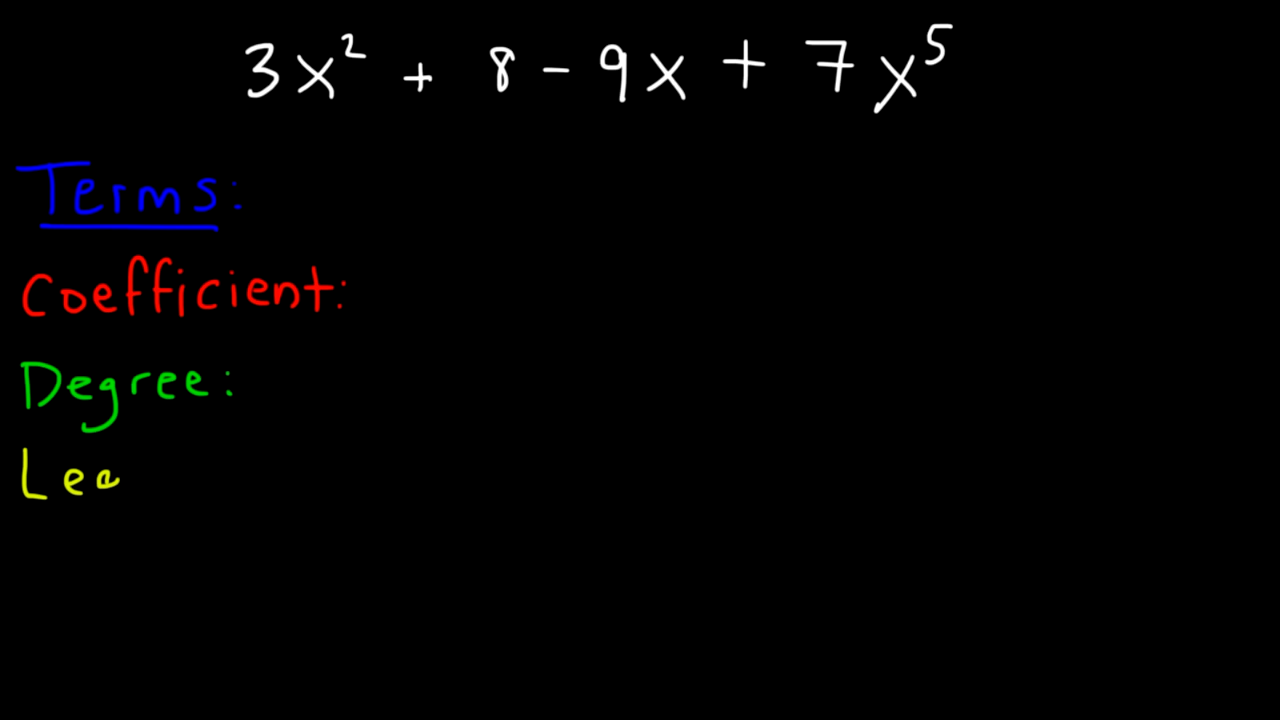 3x² + 8 - 9x + 7x⁵
Terms:
Coefficient:
Degree:
Lea